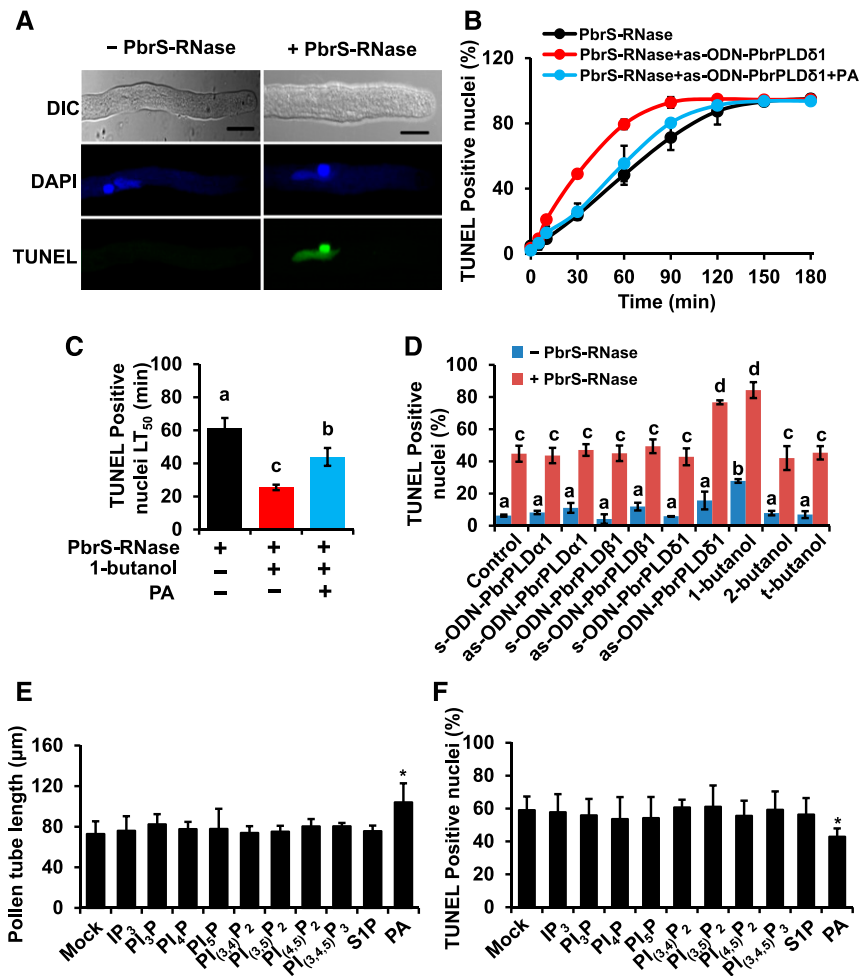 A
− PbrS-RNase
+ PbrS-RNase
DIC
DAPI
TUNEL
B
TUNEL Positive nuclei (%)
120
80
40
0
PbrS-RNase
PbrS-RNase+as-ODN-PbrPLDδ1
PbrS-RNase+as-ODN-PbrPLDδ1+PA
0 30 60 90 120 150 180
Time (min)
C
TUNEL Positive
nuclei LT50 (min)
100
80
60
40
20
0
a
c
b
PbrS-RNase + + +
1-butanol − + +
PA − − +
D
TUNEL Positive
nuclei (%)
100
80
60
40
20
0
− PbrS-RNase
+ PbrS-RNase
a c a c a c a c a c a c a d b d a c a c
Control
s-ODN-PbrPLDα1
as-ODN-PbrPLDα1
s-ODN-PbrPLDβ1
as-ODN-PbrPLDβ1
s-ODN-PbrPLDδ1
as-ODN-PbrPLDδ1
1-butanol
2-butanol
t-butanol
E
Pollen tube length (μm)
160
120
80
40
0
*
Mock
IP3
PI3P
PI4P
PI5P
PI(3,4)P2
PI(3,5)P2
PI(4,5)P2
PI(3,4,5)P3
S1P
PA
F
TUNEL Positive nuclei (%)
100
80
60
40
20
0
*
Mock
IP3
PI3P
PI4P
PI5P
PI(3,4)P2
PI(3,5)P2
PI(4,5)P2
PI(3,4,5)P3
S1P
PA